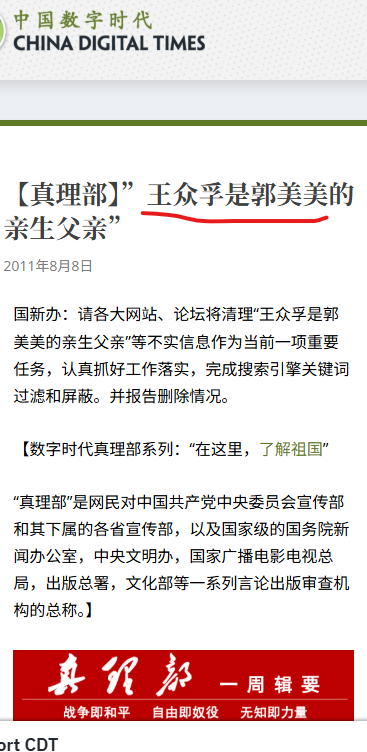 中国数字时代
CHINA DIGITAL TIMES
【真理部】”王众孚是郭美美的
亲生父亲”
2011年8月8日
国新办：请各大网站、论坛将清理“王众孚是郭
美美的亲生父亲”等不实信息作为当前一项重要
任务，认真抓好工作落实，完成搜索引擎关键词
过滤和屏蔽。并报告删除情况。
【数字时代真理部系列：“在这里，了解祖国”
“真理部”是网民对中国共产党中央委员会宣传部
和其下属的各省宣传部，以及国家级的国务院新
闻办公室，中央文明办，国家广播电影电视总
局，出版总署，文化部等一系列言论出版审查机
构的总称。】
真理部 一周辑要
战争即和平 自由即奴役 无知即力量
ort CDT